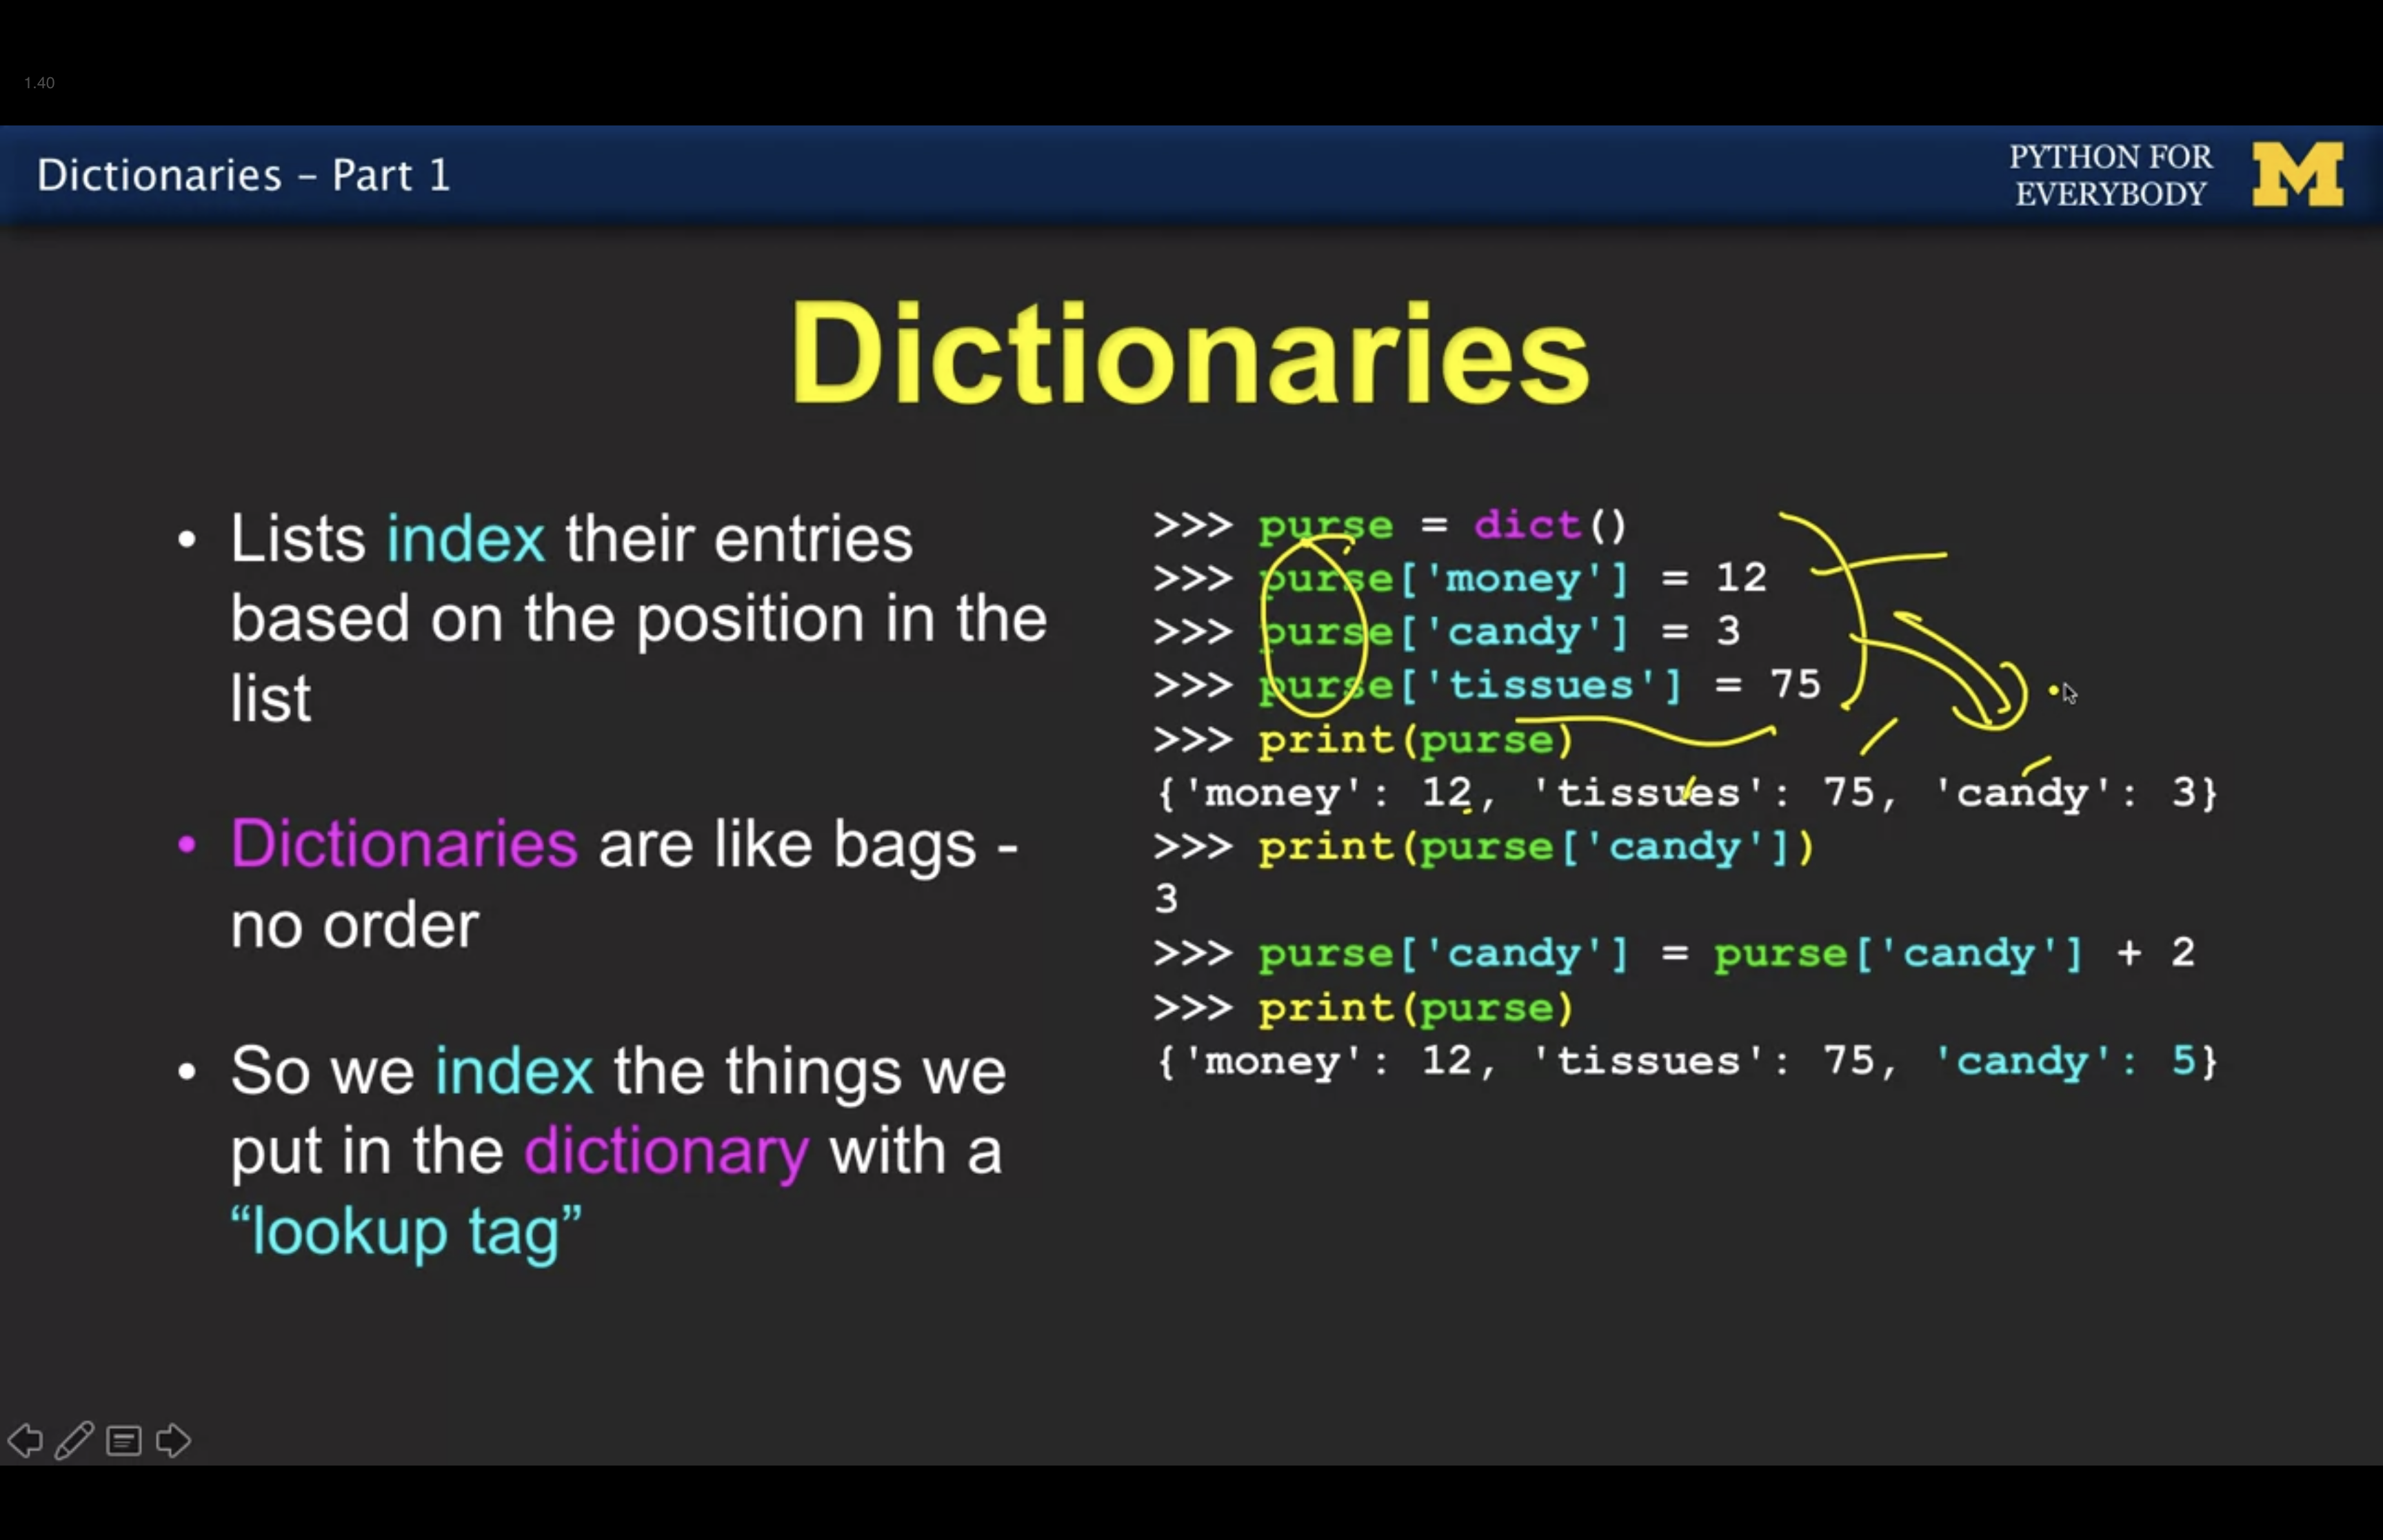 1.40
Dictionaries – Part 1
PYTHON FOR
EVERYBODY
M
Dictionaries
• Lists index their entries
based on the position in the
list
• Dictionaries are like bags -
no order
• So we index the things we
put in the dictionary with a
“lookup tag”
>>> purse = dict()
>>> purse['money'] = 12
>>> purse['candy'] = 3
>>> purse['tissues'] = 75
>>> print(purse)
{'money': 12, 'tissues': 75, 'candy': 3}
>>> print(purse['candy'])
3
>>> purse['candy'] = purse['candy'] + 2
>>> print(purse)
{'money': 12, 'tissues': 75, 'candy': 5}